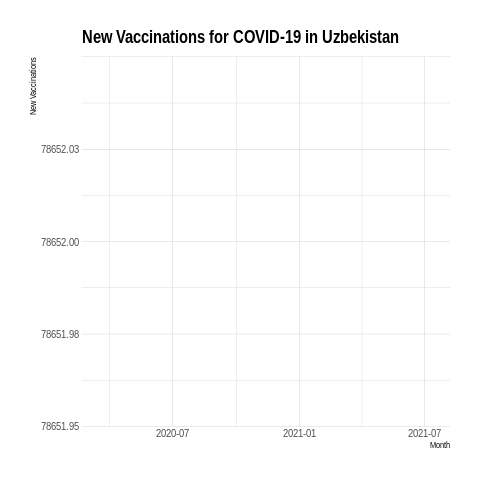 New Vaccinations for COVID-19 in Uzbekistan
New Vaccinations
78652.03
78652.00
78651.98
78651.95
2020-07
2021-01
2021-07
Month